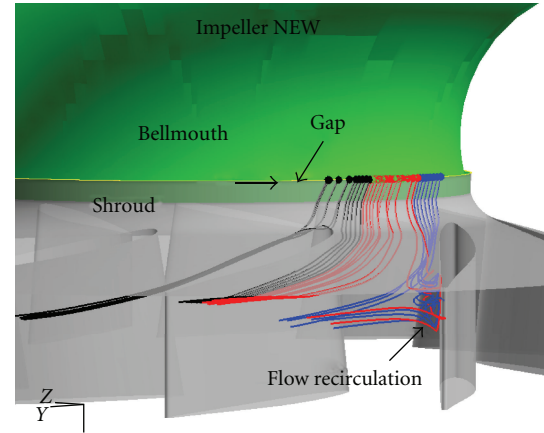 Impeller NEW
Bellmouth
Gap
Shroud
Flow recirculation
Z
Y